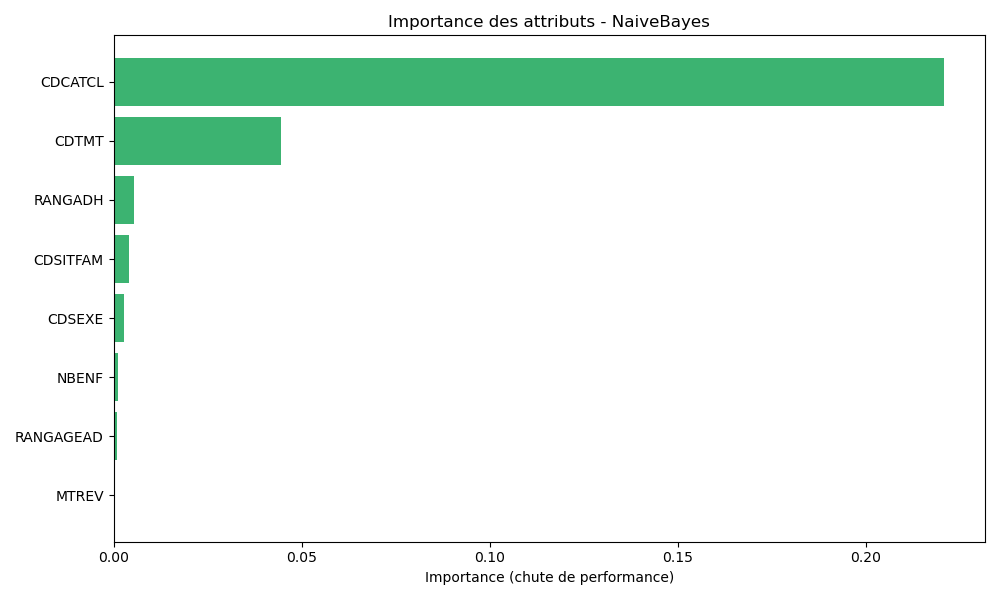 Importance des attributs - NaiveBayes
CDCATCL
CDTMT
RANGADH
CDSITFAM
CDSEXE
NBENF
RANGAGEAD
MTREV
0.00 0.05 0.10 0.15 0.20
Importance (chute de performance)